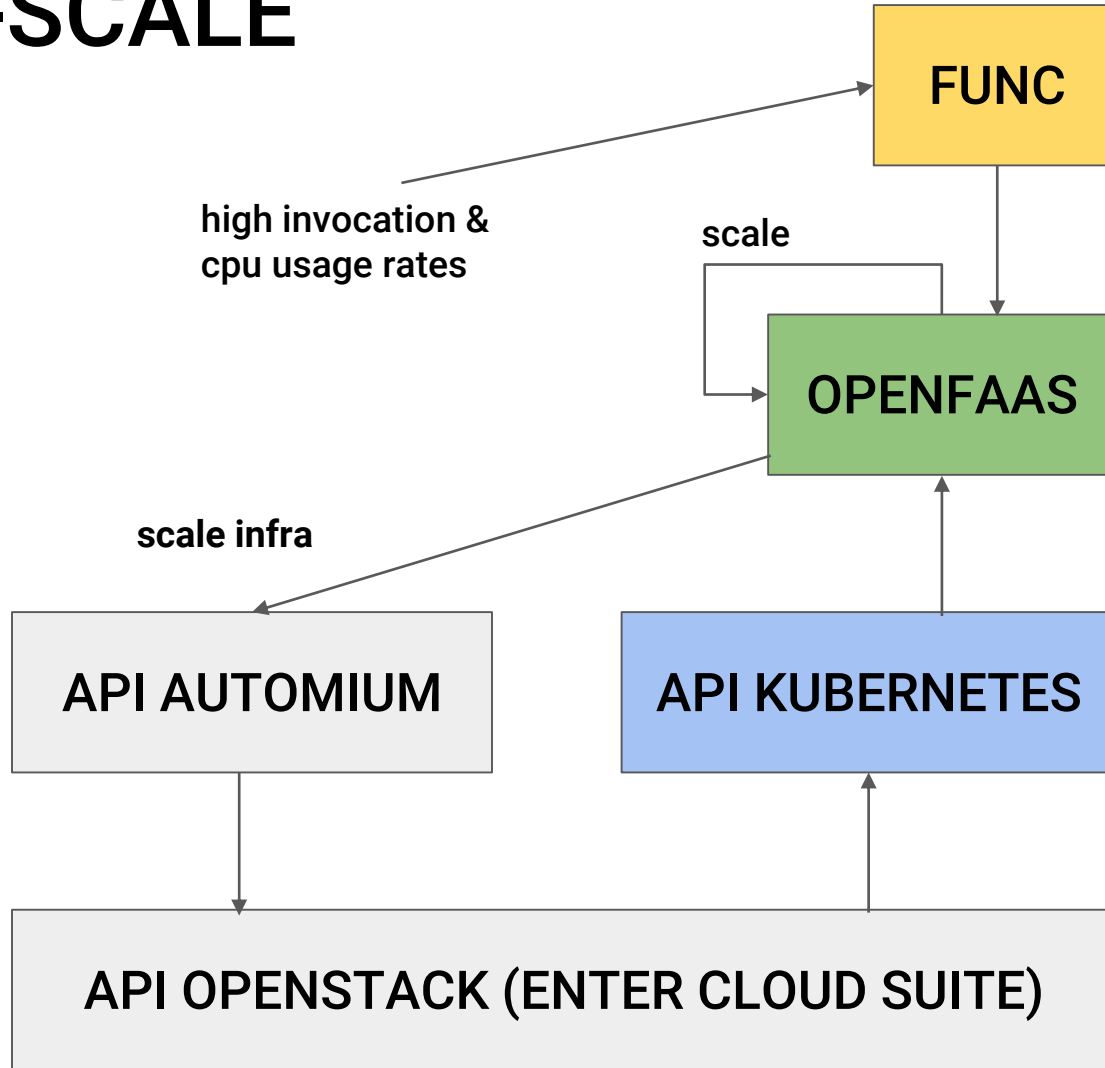 -SCALE
FUNC
high invocation &
cpu usage rates
scale
OPENFAAS
scale infra
API AUTOMIUM
API KUBERNETES
API OPENSTACK (ENTER CLOUD SUITE)